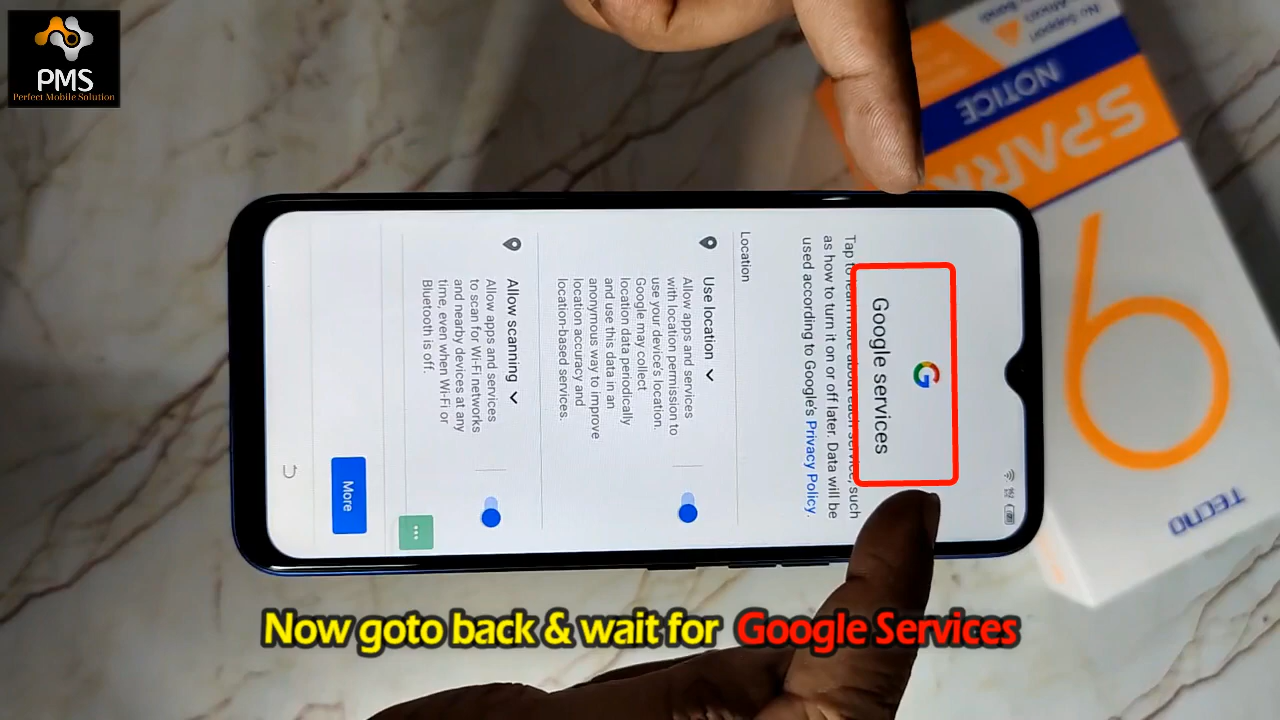 PMS
Perfect Mobile Solution
No Support
African
Bands
NOTICE
SPARK
6
TECNO
Google services
Tap to learn more about each service, such
as how to turn it on or off later. Data will be
used according to Google's Privacy Policy.
Location
Use location
Allow apps and services
with location permission to
use your device's location.
Google may collect
location data periodically
and use this data in an
anonymous way to improve
location accuracy and
location-based services.
Allow scanning
Allow apps and services
to scan for Wi-Fi networks
and nearby devices at any
time, even when Wi-Fi or
Bluetooth is off.
More
Now goto back & wait for Google Services